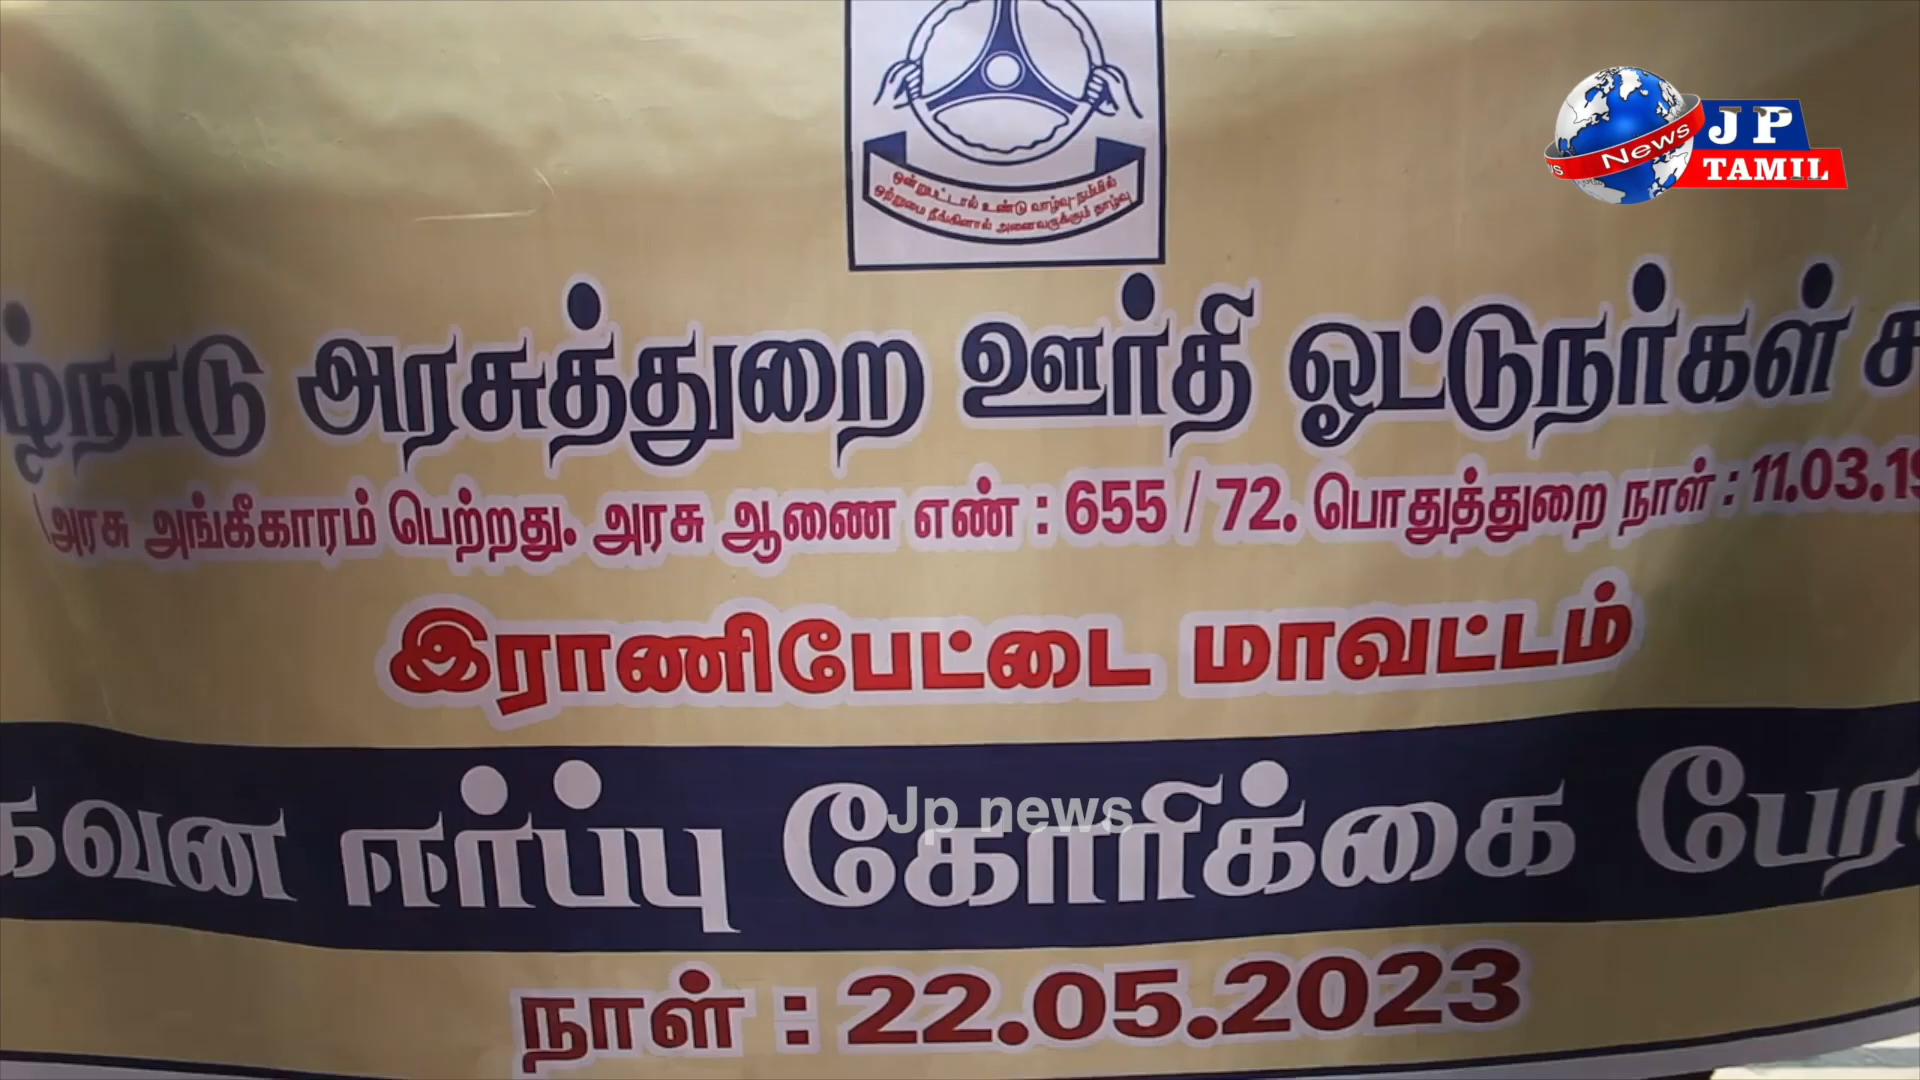 ஒன்றுபட்டால் உண்டு வாழ்வு-நம்மில்
ஒற்றுமை நீங்கினால் அனைவருக்கும் தாழ்வு
News
JP
TAMIL
ழ்நாடு அரசுத்துறை ஊர்தி ஓட்டுநர்கள் ச
(அரசு அங்கீகாரம் பெற்றது. அரசு ஆணை எண் : 655 / 72. பொதுத்துறை நாள் : 11.03.19
இராணிபேட்டை மாவட்டம்
கவன ஈர்ப்பு கோரிக்கை பேர
Jp news
நாள் : 22.05.2023